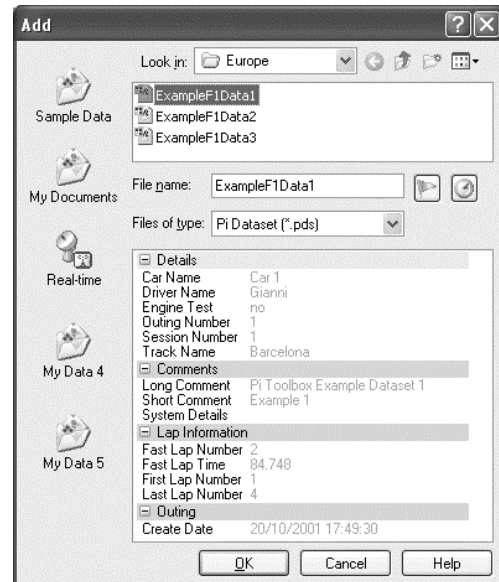 Add
Look in: Europe
Sample Data
My Documents
Real-time
My Data 4
My Data 5
ExampleF1Data1
ExampleF1Data2
ExampleF1Data3
File name: ExampleF1Data1
Files of type: Pi Dataset (*.pds)
Details
Car Name Car 1
Driver Name Gianni
Engine Test no
Outing Number 1
Session Number 1
Track Name Barcelona
Comments
Long Comment Pi Toolbox Example Dataset 1
Short Comment Example 1
System Details
Lap Information
Fast Lap Number 2
Fast Lap Time 84.748
First Lap Number 1
Last Lap Number 4
Outing
Create Date 20/10/2001 17:49:30
OK Cancel Help